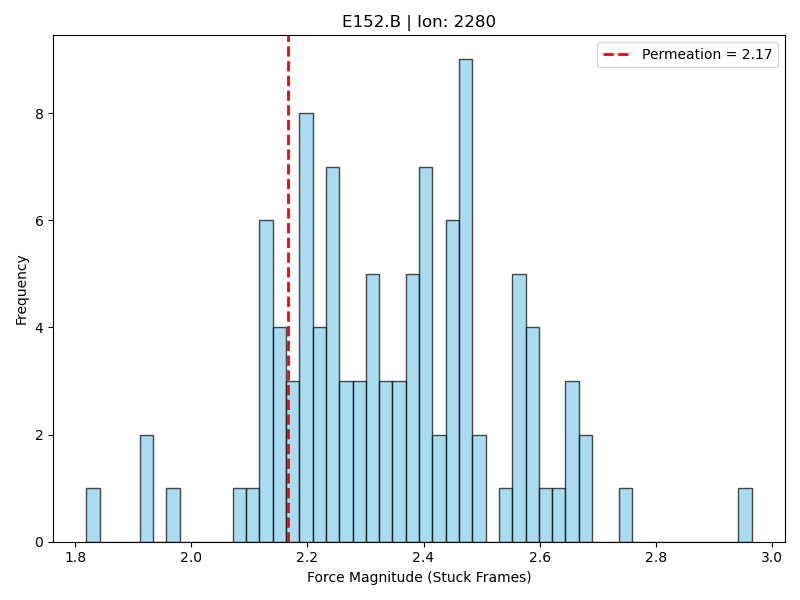 E152.B | Ion: 2280
Permeation = 2.17
Frequency
8
6
4
2
0
1.8 2.0 2.2 2.4 2.6 2.8 3.0
Force Magnitude (Stuck Frames)